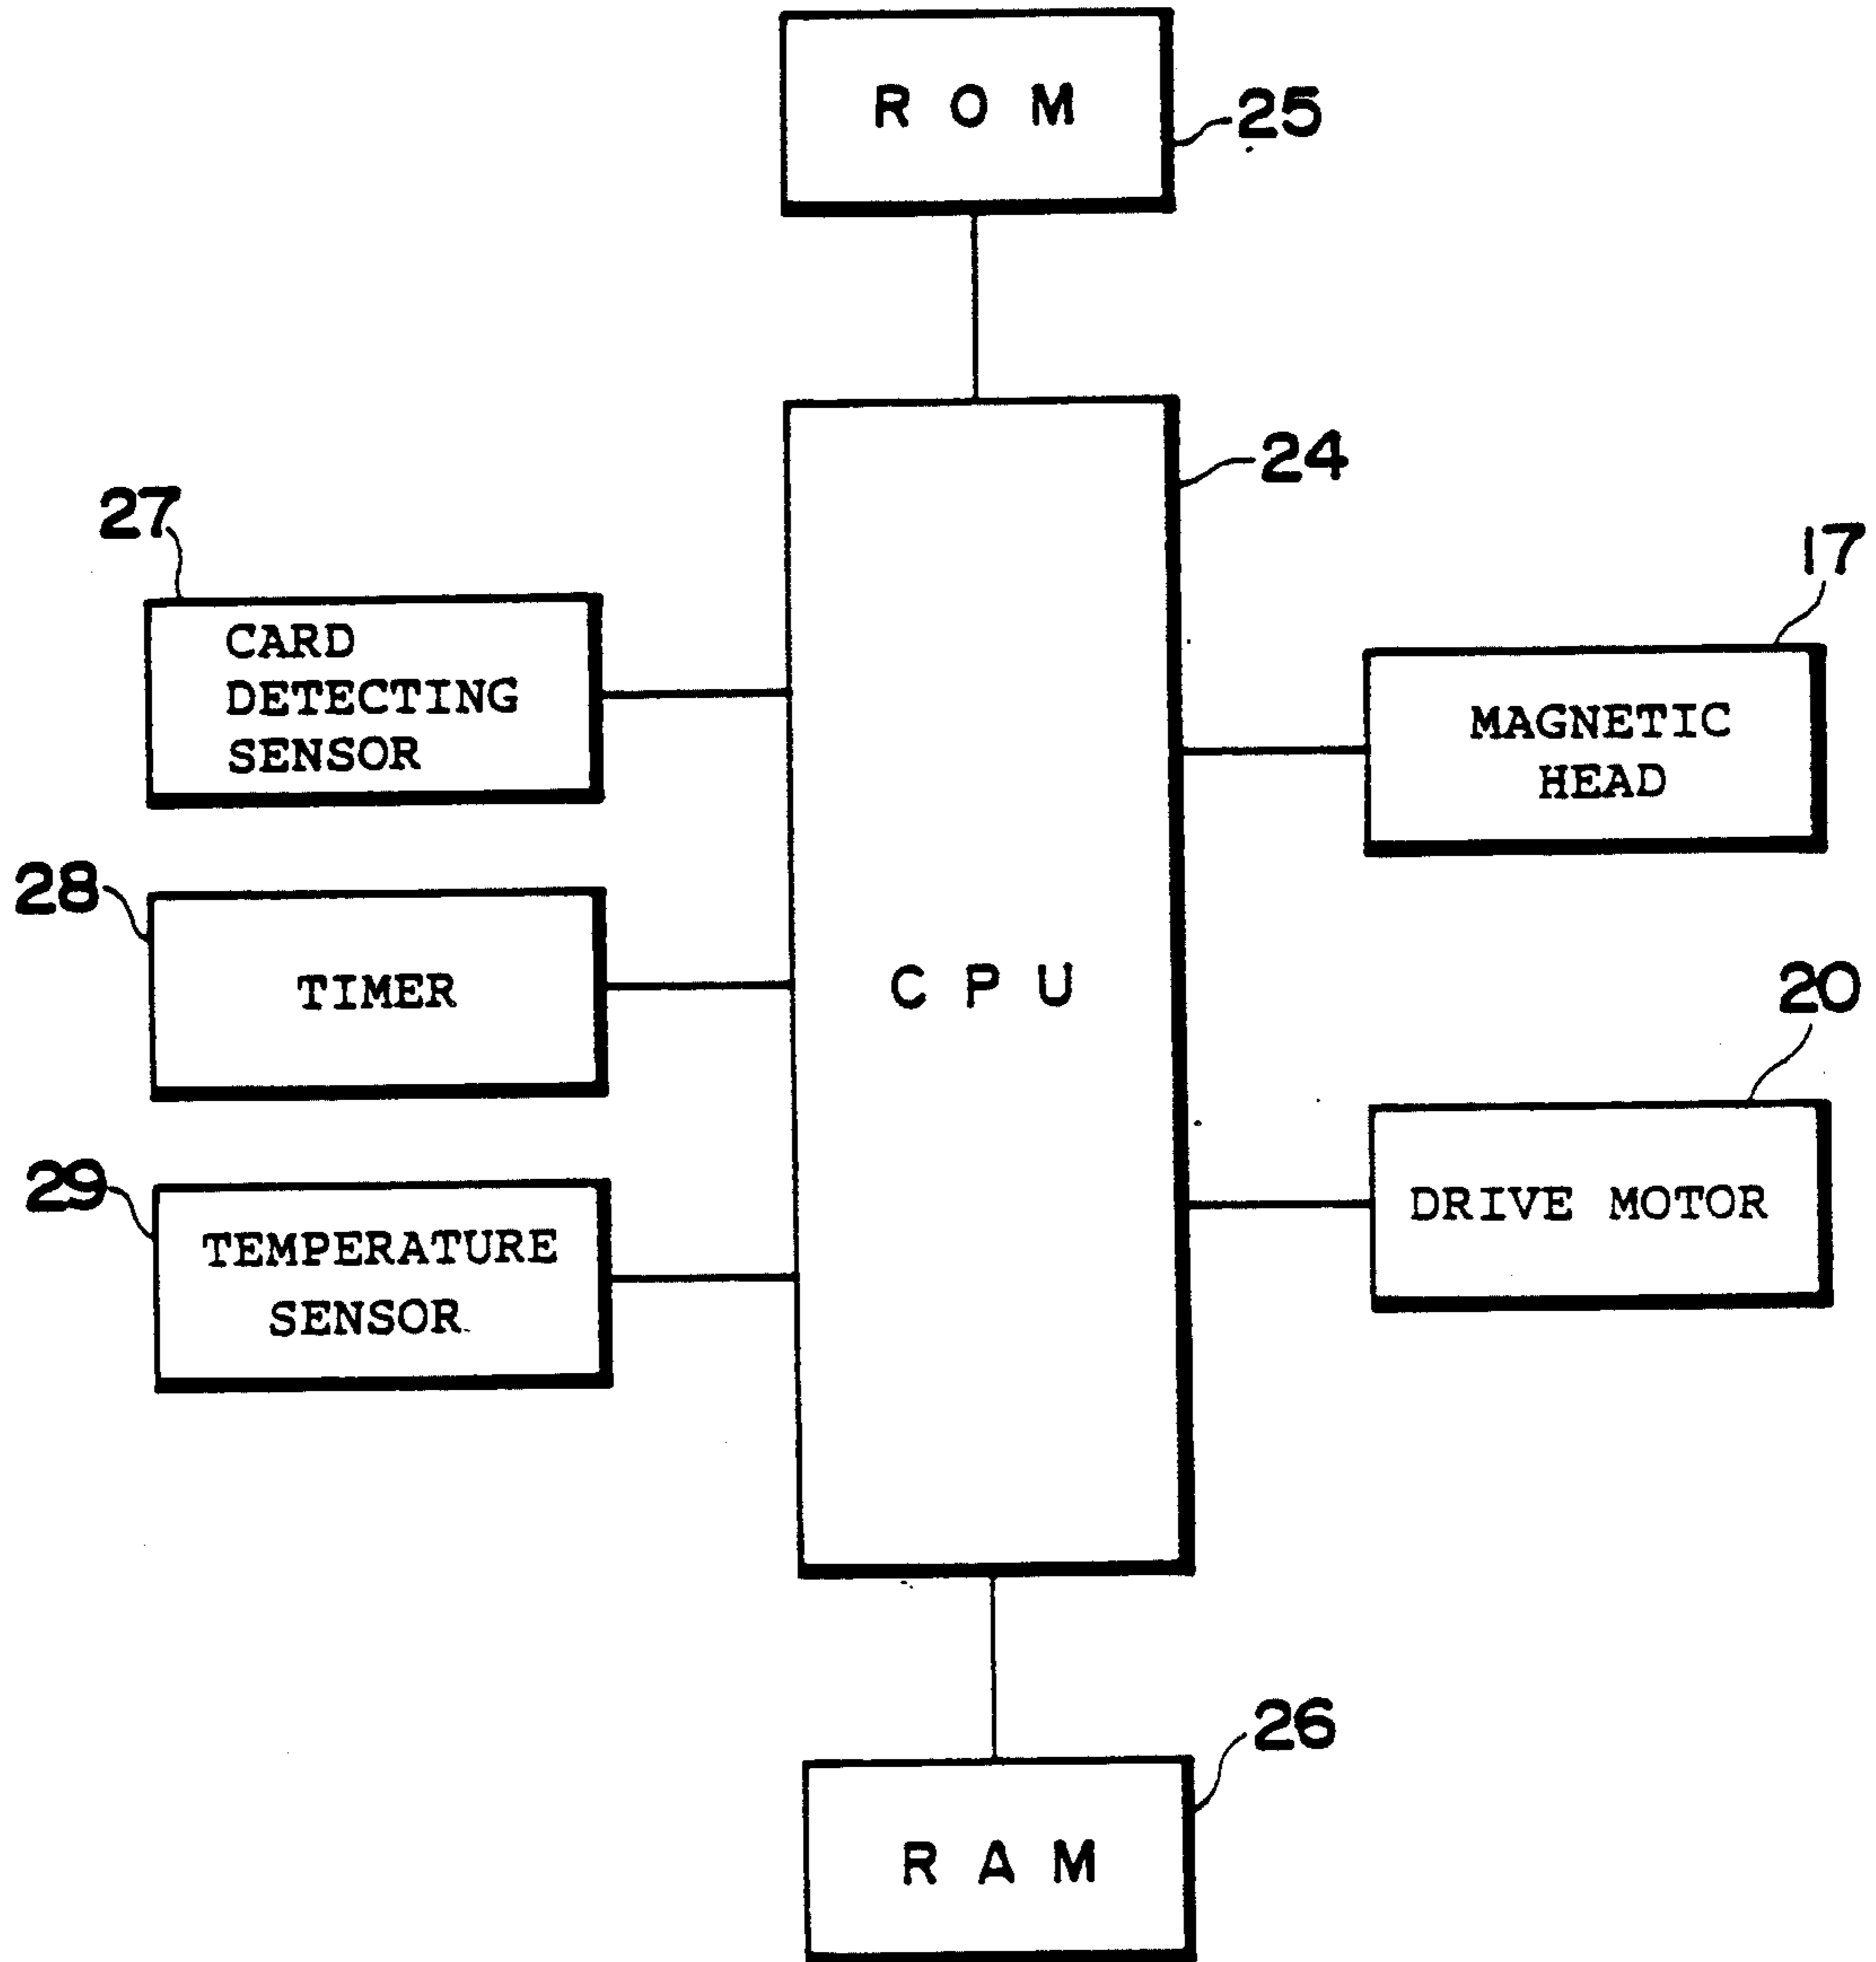 R O M
25
24
27
17
CARD
DETECTING
SENSOR
MAGNETIC
HEAD
28
TIMER
C P U
20
29
DRIVE MOTOR
TEMPERATURE
SENSOR
26
R A M